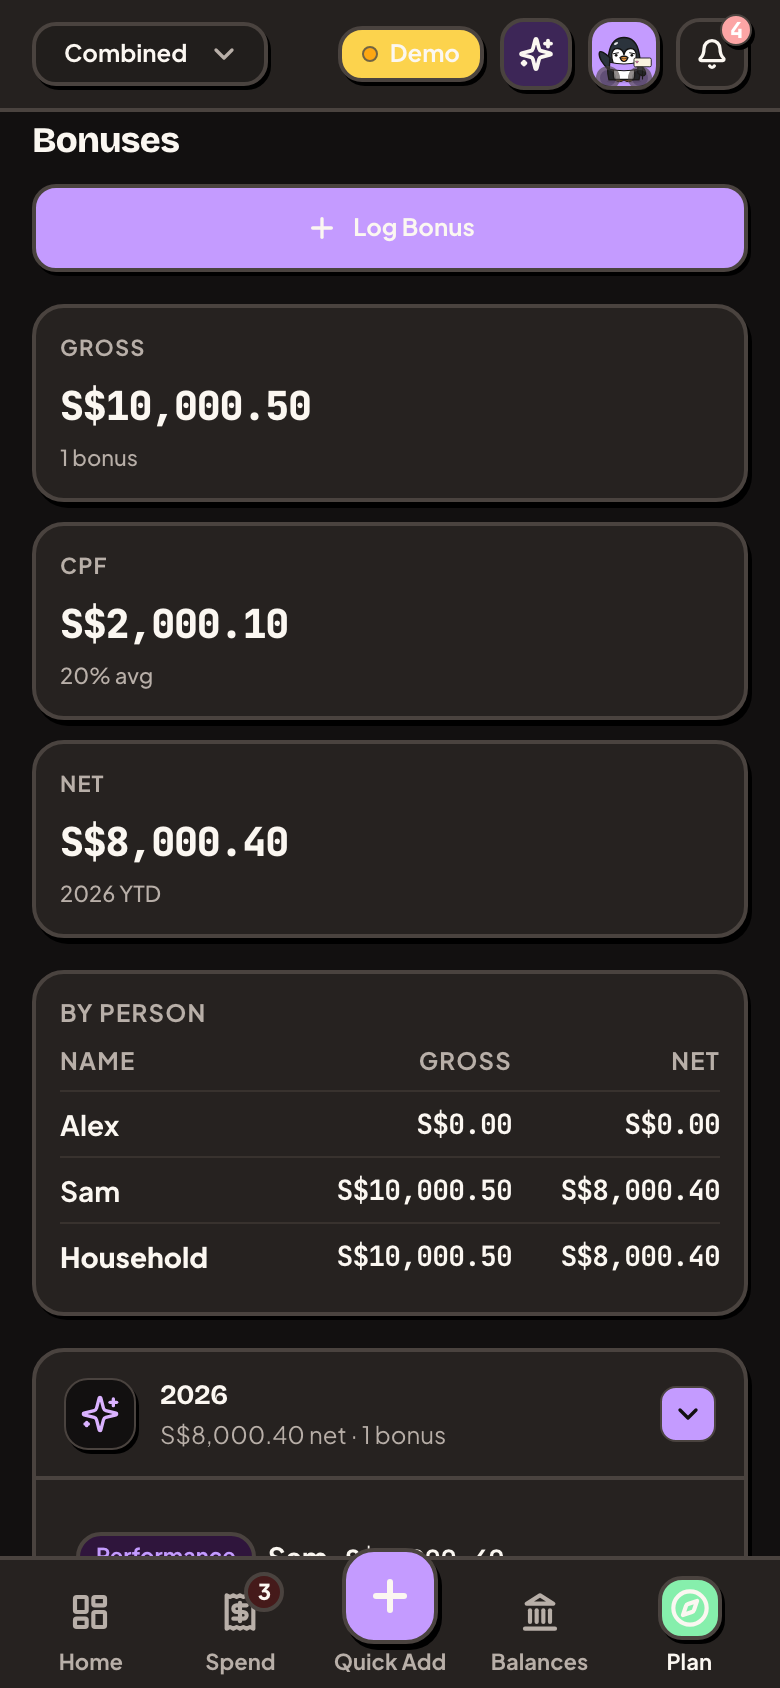 Combined
Demo
4
Bonuses
Log Bonus
GROSS
S$10,000.50
1 bonus
CPF
S$2,000.10
20% avg
NET
S$8,000.40
2026 YTD
BY PERSON
NAME GROSS NET
Alex S$0.00 S$0.00
Sam S$10,000.50 S$8,000.40
Household S$10,000.50 S$8,000.40
2026
S$8,000.40 net · 1 bonus
Performance Sam
3
Home Spend Quick Add Balances Plan